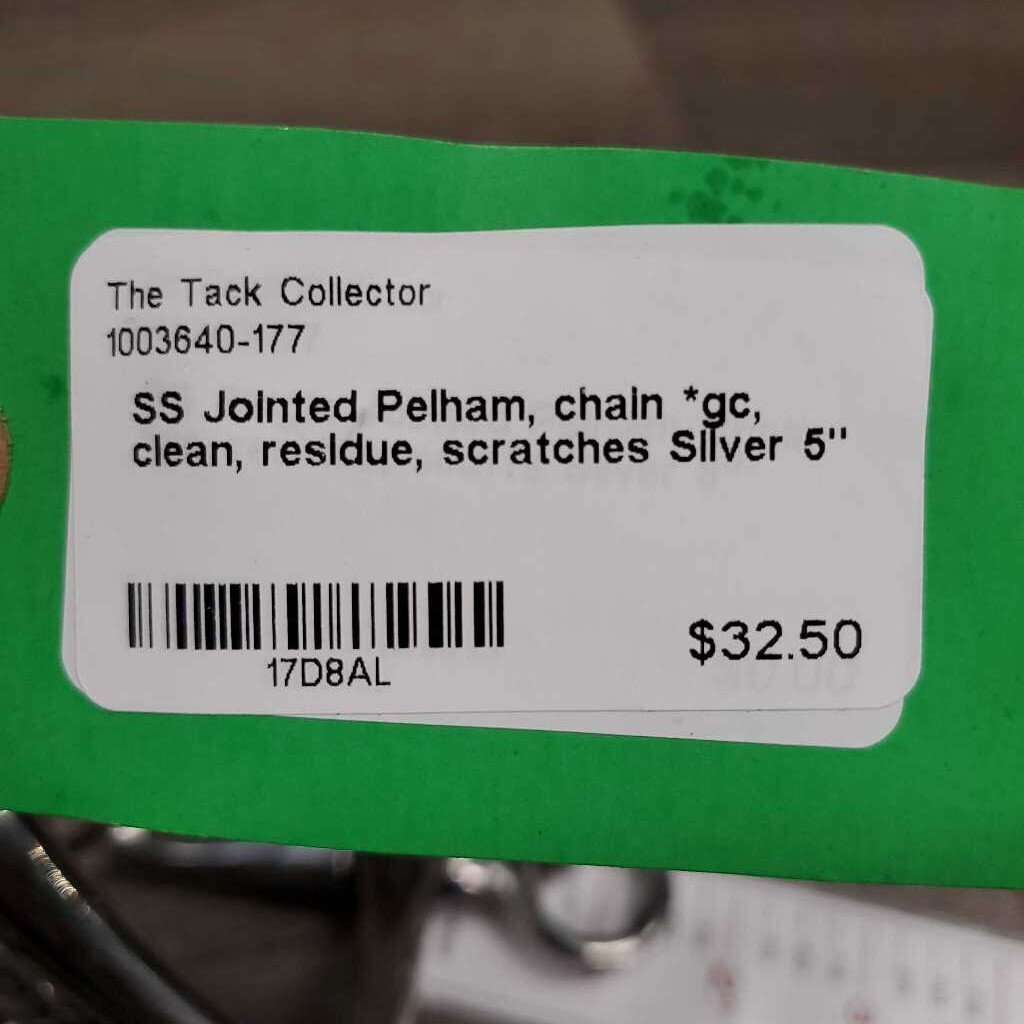 The Tack Collector
1003640-177
SS Jointed Pelham, chain *gc,
clean, residue, scratches Silver 5"
17D8AL
$32.50